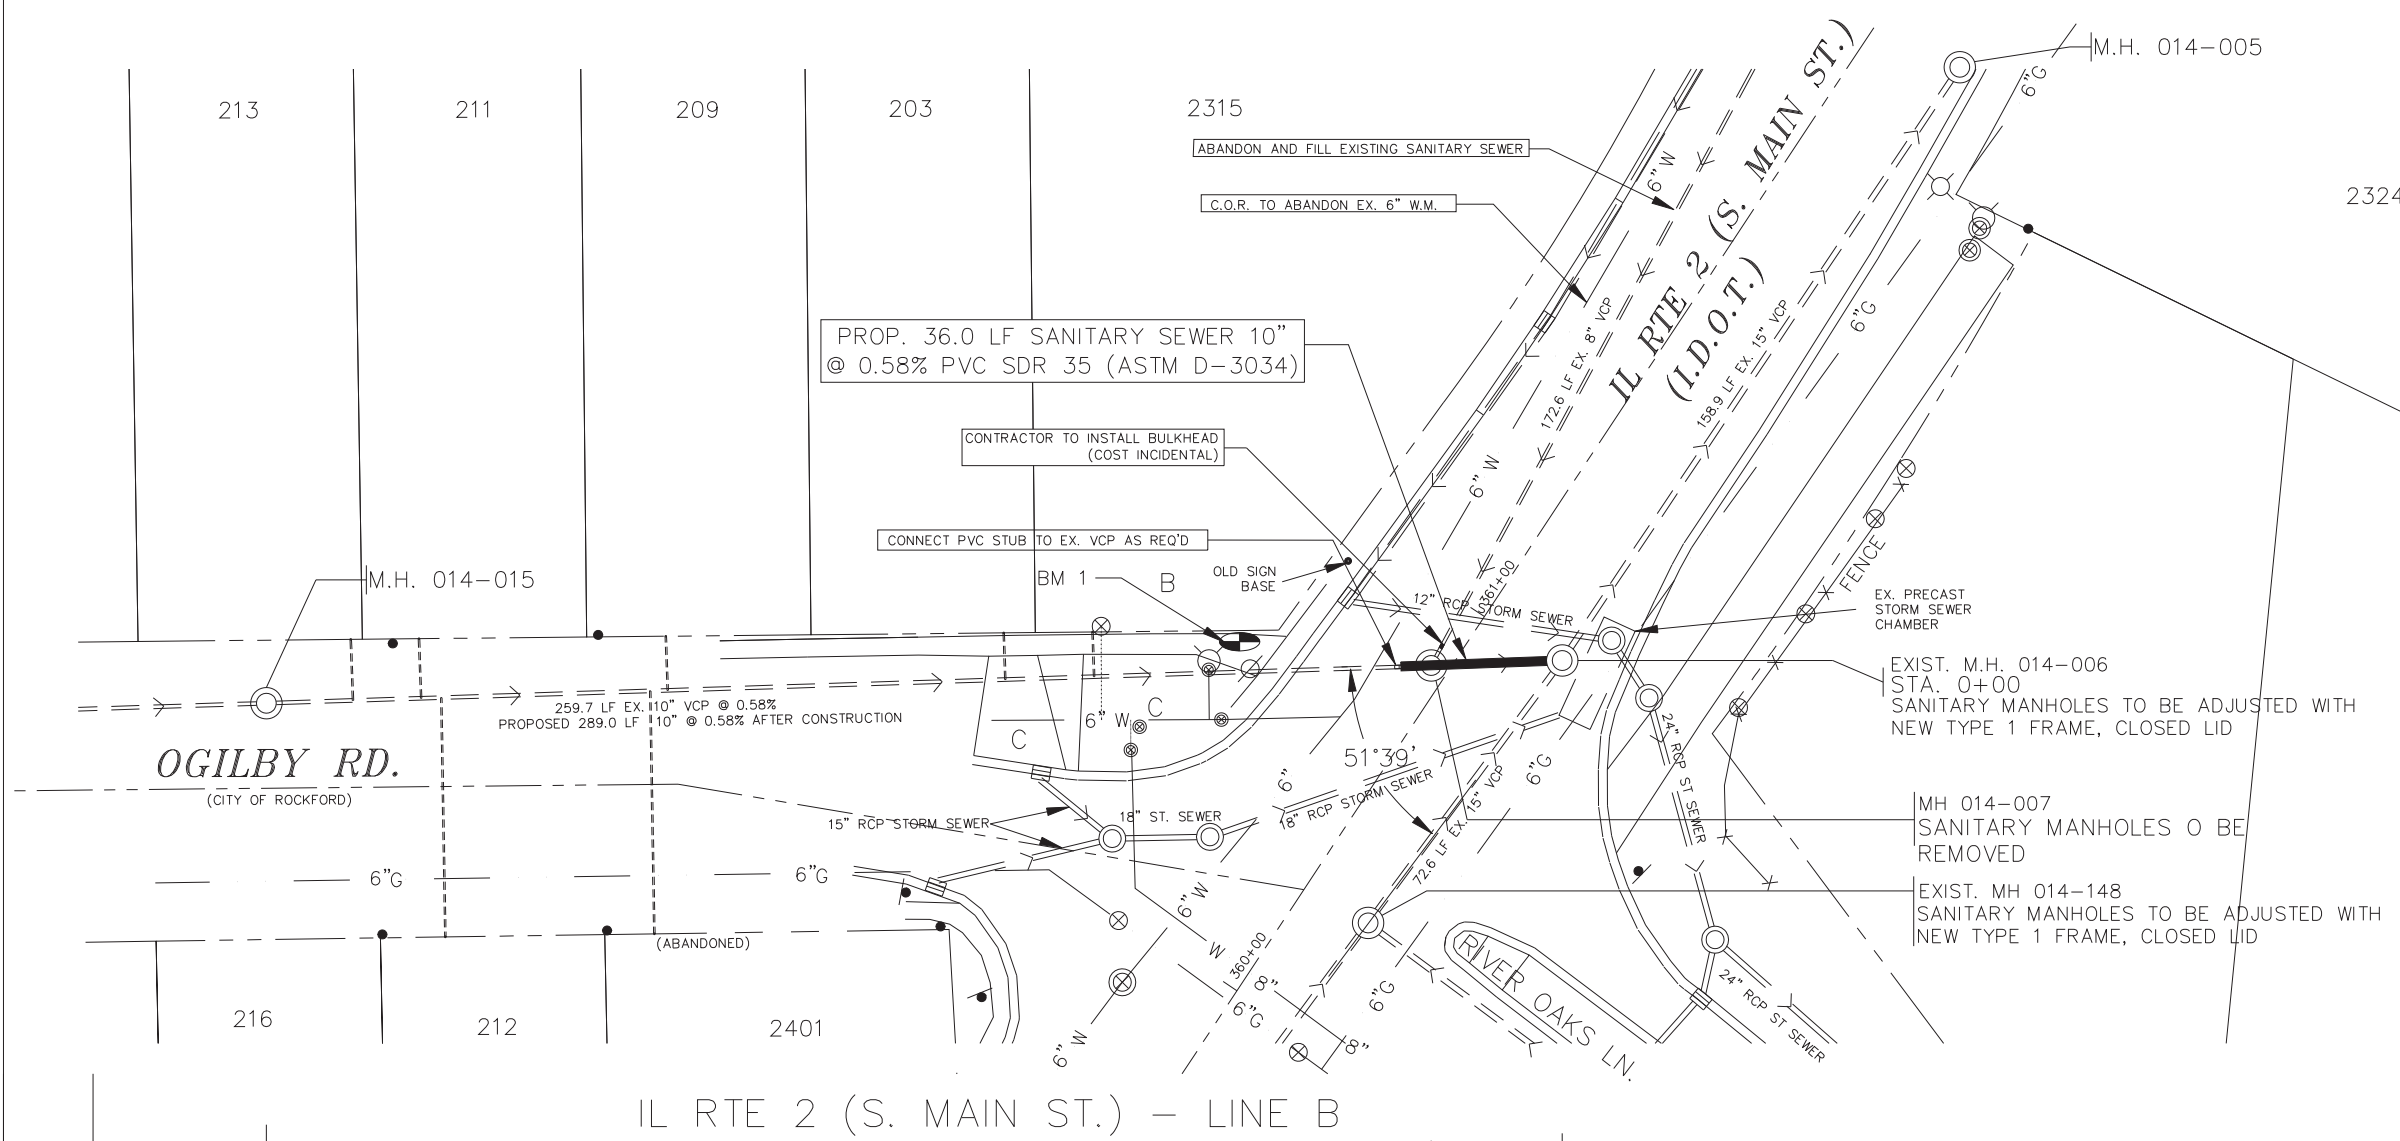 M.H. 014-005
6"G
213
211
209
203
2315
2324
ABANDON AND FILL EXISTING SANITARY SEWER
C.O.R. TO ABANDON EX. 6" W.M.
6" W
IL RTE 2 (S. MAIN ST.)
(I.D.O.T.)
PROP. 36.0 LF SANITARY SEWER 10"
@ 0.58% PVC SDR 35 (ASTM D-3034)
172.6 LF EX. 8" VCP
158.9 LF EX. 15" VCP
6"G
CONTRACTOR TO INSTALL BULKHEAD
(COST INCIDENTAL)
6" W
CONNECT PVC STUB TO EX. VCP AS REQ'D
M.H. 014-015
BM 1
B
OLD SIGN
BASE
S361+00
12" RCP STORM SEWER
FENCE
EX. PRECAST
STORM SEWER
CHAMBER
EXIST. M.H. 014-006
STA. 0+00
SANITARY MANHOLES TO BE ADJUSTED WITH
NEW TYPE 1 FRAME, CLOSED LID
259.7 LF EX. 10" VCP @ 0.58%
PROPOSED 289.0 LF 10" @ 0.58% AFTER CONSTRUCTION
6" W
C
C
51°39'
6"
6"G
OGILBY RD.
(CITY OF ROCKFORD)
15" RCP STORM SEWER
18" ST. SEWER
18" RCP STORM SEWER
72.6 LF EX. 15" VCP
24" RCP ST SEWER
MH 014-007
SANITARY MANHOLES O BE
REMOVED
EXIST. MH 014-148
SANITARY MANHOLES TO BE ADJUSTED WITH
NEW TYPE 1 FRAME, CLOSED LID
6"G
6"G
6" W
W
(ABANDONED)
360+00
8"
6"G
6"G
8"
6" W
RIVER OAKS LN.
24" RCP ST SEWER
216
212
2401
IL RTE 2 (S. MAIN ST.) - LINE B